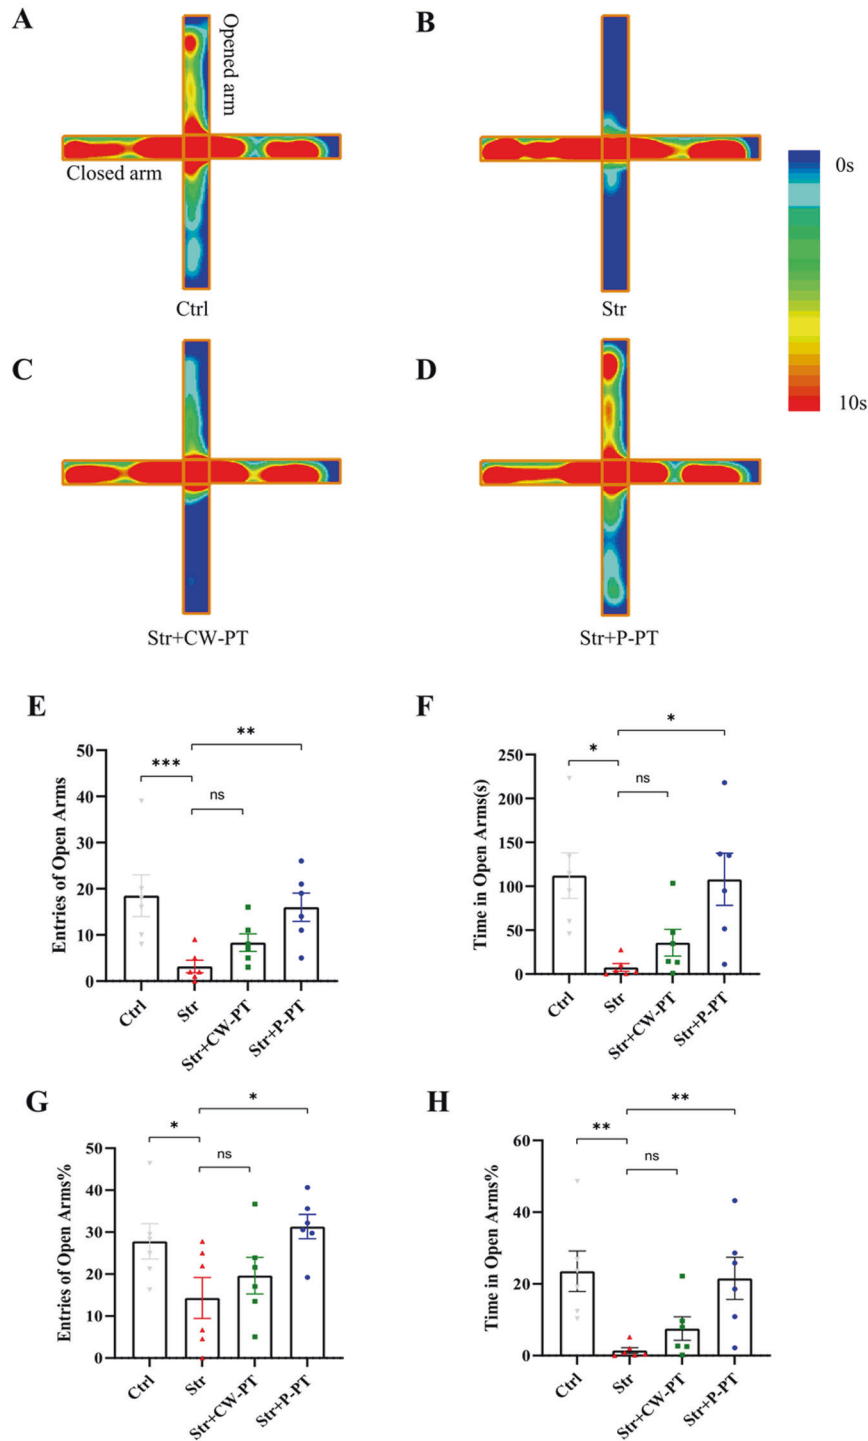 A
B
Opened arm
Closed arm
0s
Ctrl
Str
C
D
10s
Str+CW-PT
Str+P-PT
E
F
**
*
***
*
ns
ns
Entries of Open Arms
50
40
30
20
10
0
Ctrl
Str
Str+CW-PT
Str+P-PT
Time in Open Arms(s)
250
200
150
100
50
0
Ctrl
Str
Str+CW-PT
Str+P-PT
G
H
*
*
ns
Entries of Open Arms%
50
40
30
20
10
0
Ctrl
Str
Str+CW-PT
Str+P-PT
**
**
ns
Time in Open Arms%
60
40
20
0
Ctrl
Str
Str+CW-PT
Str+P-PT